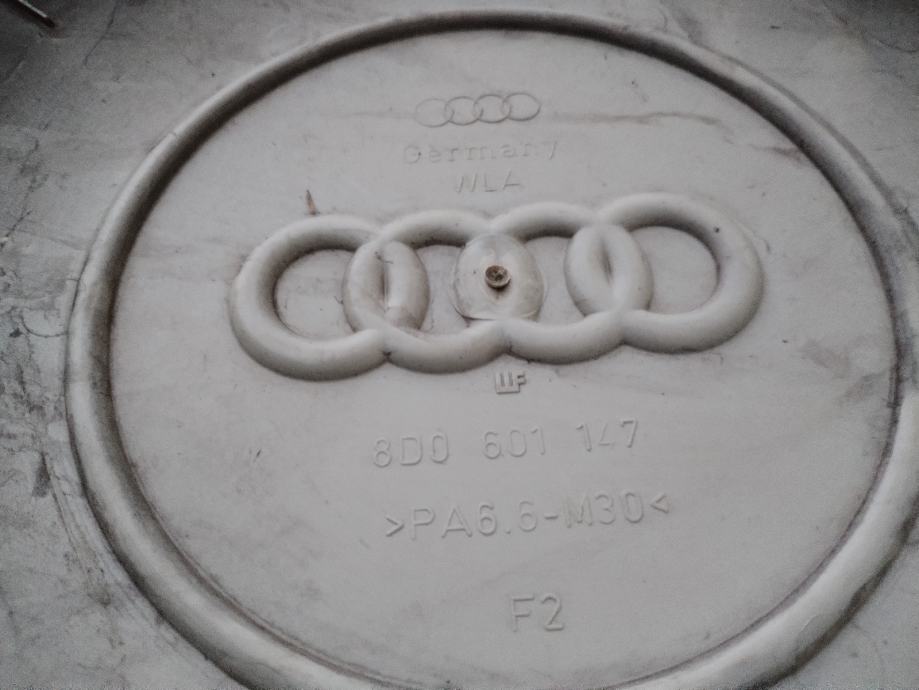 Germany
WLA
8D0 601 147
>PA6.6-M30<
F2